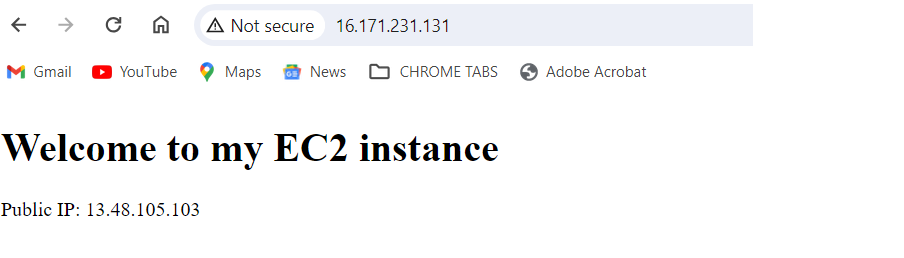 Not secure 16.171.231.131
Gmail YouTube Maps News CHROME TABS Adobe Acrobat
Welcome to my EC2 instance
Public IP: 13.48.105.103